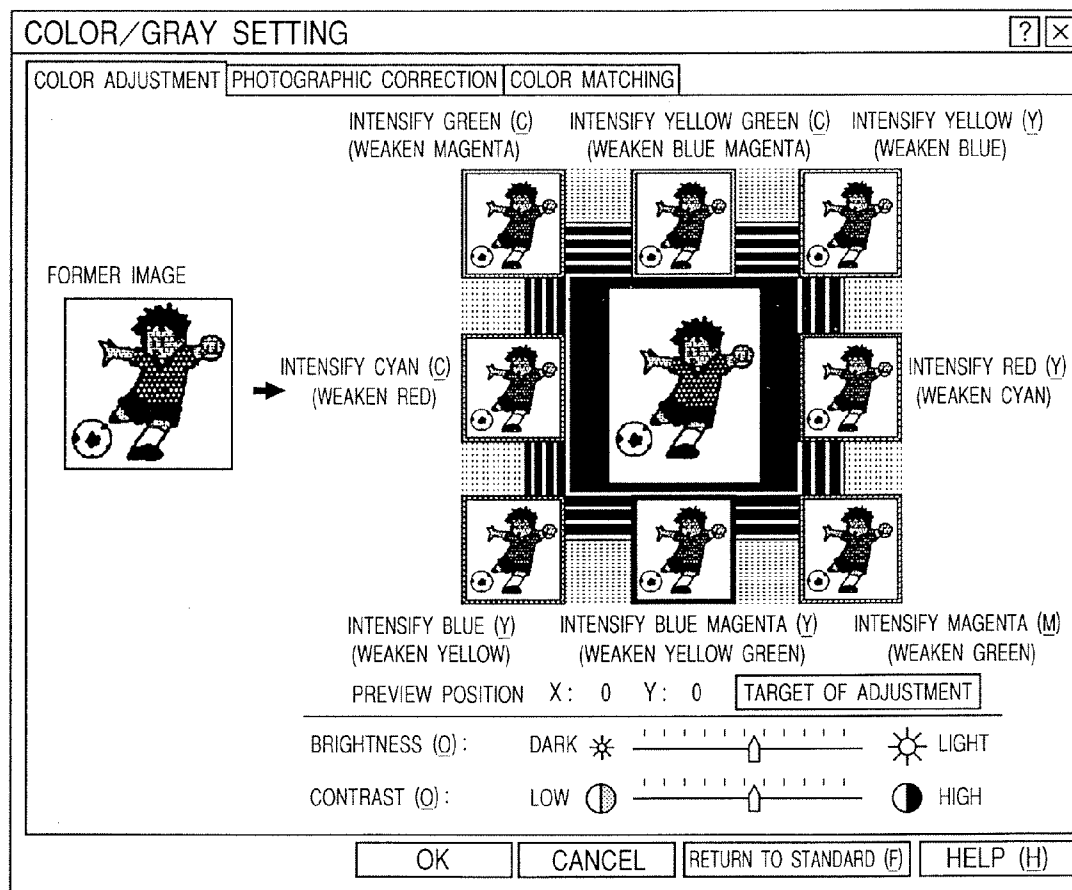 COLOR/GRAY SETTING ? ×
COLOR ADJUSTMENT PHOTOGRAPHIC CORRECTION COLOR MATCHING
INTENSIFY GREEN (C) INTENSIFY YELLOW GREEN (C) INTENSIFY YELLOW (Y)
(WEAKEN MAGENTA) (WEAKEN BLUE MAGENTA) (WEAKEN BLUE)
FORMER IMAGE
INTENSIFY CYAN (C) INTENSIFY RED (Y)
(WEAKEN RED) (WEAKEN CYAN)
INTENSIFY BLUE (Y) INTENSIFY BLUE MAGENTA (Y) INTENSIFY MAGENTA (M)
(WEAKEN YELLOW) (WEAKEN YELLOW GREEN) (WEAKEN GREEN)
PREVIEW POSITION X: 0 Y: 0 TARGET OF ADJUSTMENT
BRIGHTNESS (O): DARK LIGHT
CONTRAST (O): LOW HIGH
OK CANCEL RETURN TO STANDARD (F) HELP (H)